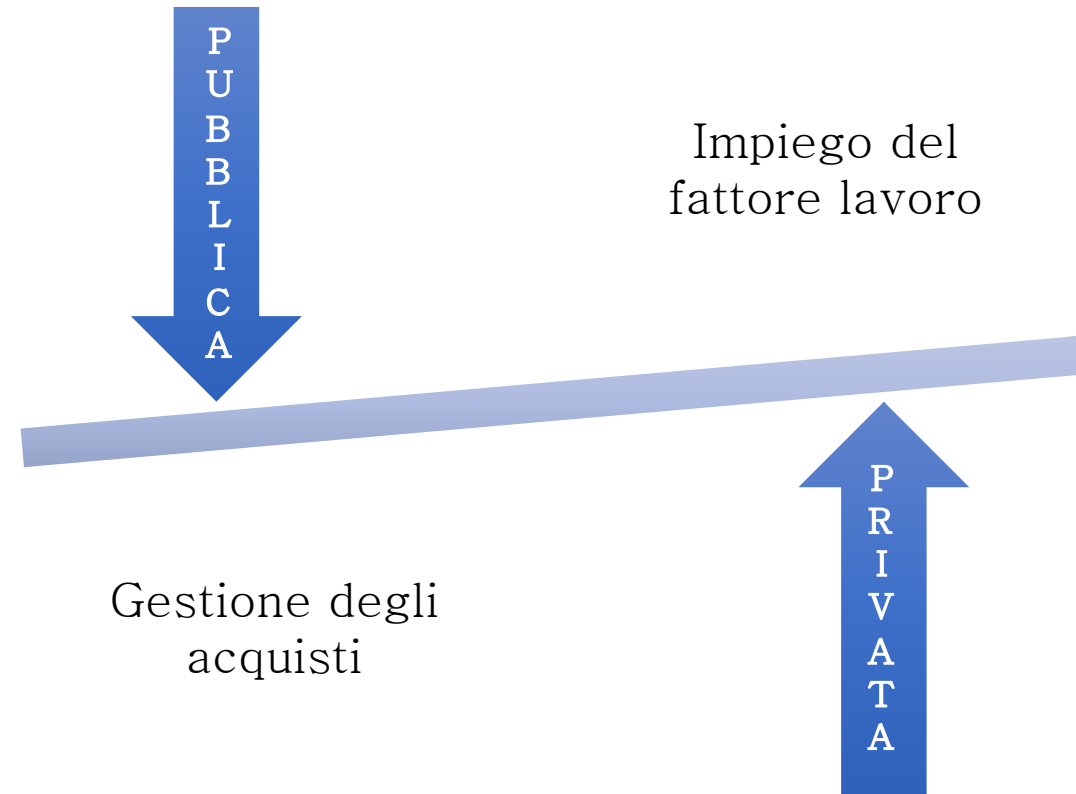 PUBBLICA
Impiego del
fattore lavoro
Gestione degli
acquisti
PRIVATA